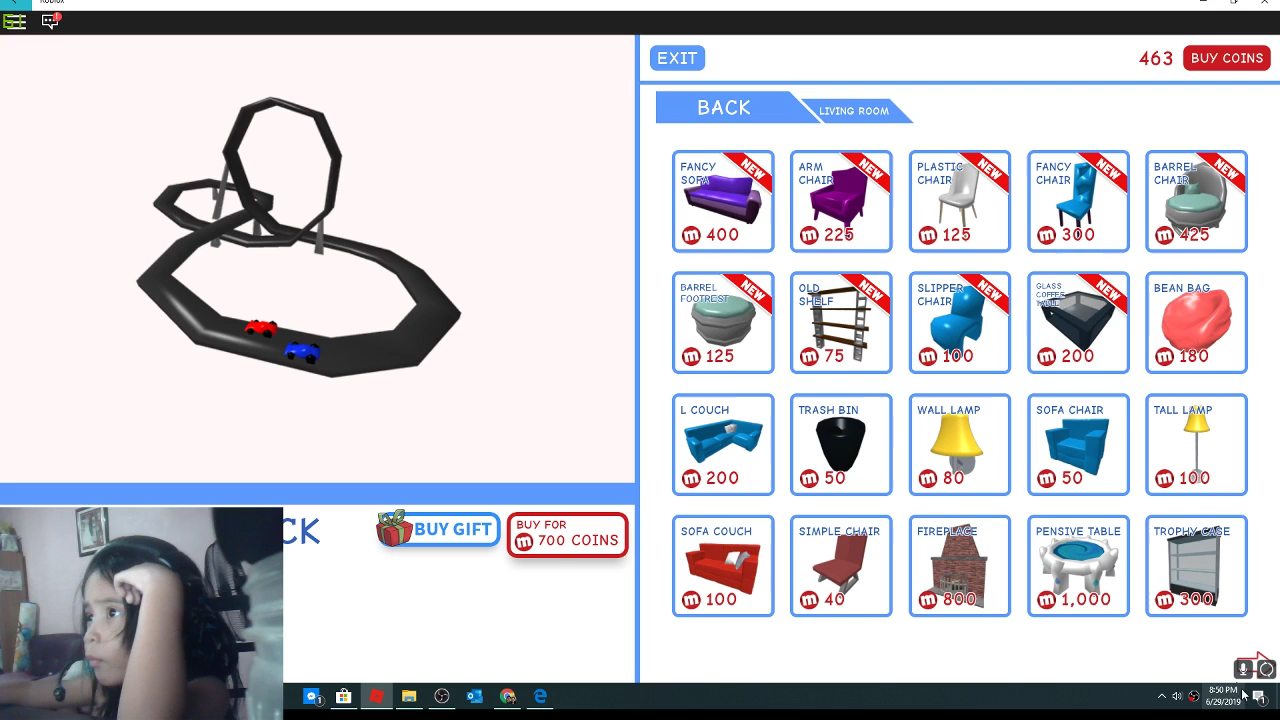 Roblox
EXIT
463
BUY COINS
BACK
LIVING ROOM
FANCY SOFA
NEW
400
ARM CHAIR
NEW
225
PLASTIC CHAIR
NEW
125
FANCY CHAIR
NEW
300
BARREL CHAIR
NEW
425
BARREL FOOTREST
NEW
125
OLD SHELF
NEW
75
SLIPPER CHAIR
NEW
100
GLASS COFFEE TABLE
NEW
200
BEAN BAG
180
L COUCH
200
TRASH BIN
50
WALL LAMP
80
SOFA CHAIR
50
TALL LAMP
100
SOFA COUCH
100
SIMPLE CHAIR
40
FIREPLACE
800
PENSIVE TABLE
1,000
TROPHY CASE
300
CK
BUY GIFT
BUY FOR
700 COINS
8:50 PM
6/29/2019